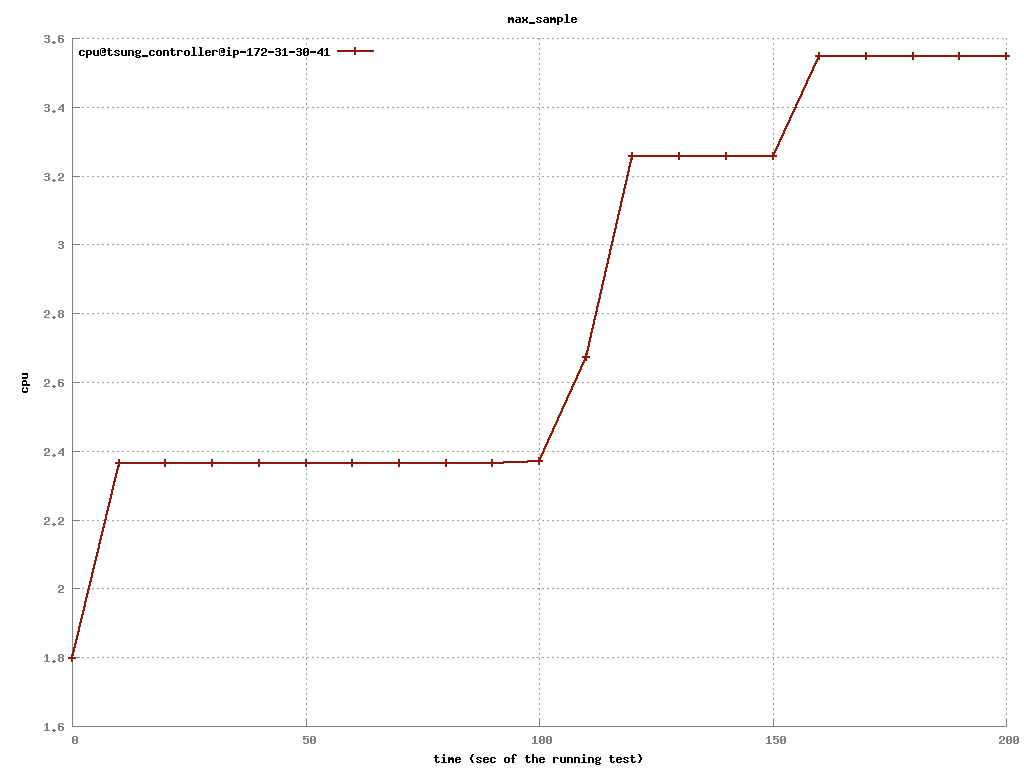 max_sample
cpu@tsung_controller@ip-172-31-30-41
3.6
3.4
3.2
3
2.8
2.6
2.4
2.2
2
1.8
1.6
cpu
0 50 100 150 200
time (sec of the running test)